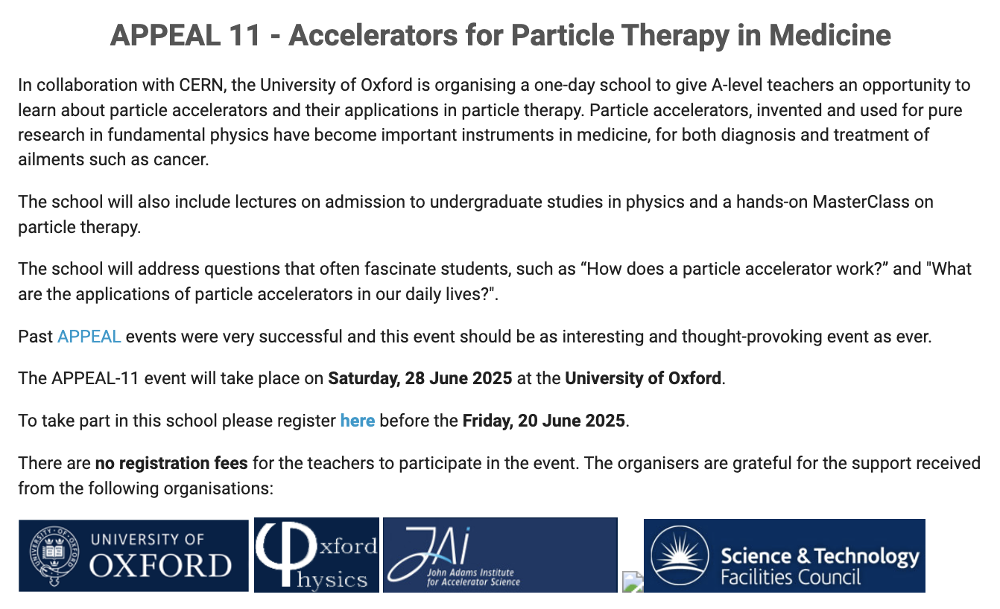 APPEAL 11 - Accelerators for Particle Therapy in Medicine
In collaboration with CERN, the University of Oxford is organising a one-day school to give A-level teachers an opportunity to
learn about particle accelerators and their applications in particle therapy. Particle accelerators, invented and used for pure
research in fundamental physics have become important instruments in medicine, for both diagnosis and treatment of
ailments such as cancer.
The school will also include lectures on admission to undergraduate studies in physics and a hands-on MasterClass on
particle therapy.
The school will address questions that often fascinate students, such as “How does a particle accelerator work?” and "What
are the applications of particle accelerators in our daily lives?".
Past APPEAL events were very successful and this event should be as interesting and thought-provoking event as ever.
The APPEAL-11 event will take place on Saturday, 28 June 2025 at the University of Oxford.
To take part in this school please register here before the Friday, 20 June 2025.
There are no registration fees for the teachers to participate in the event. The organisers are grateful for the support received
from the following organisations:
UNIVERSITY OF
OXFORD
UNIVERSITY·OF·OXFORD
Oxford
Physics
JAi
John Adams Institute
for Accelerator Science
Science & Technology
Facilities Council